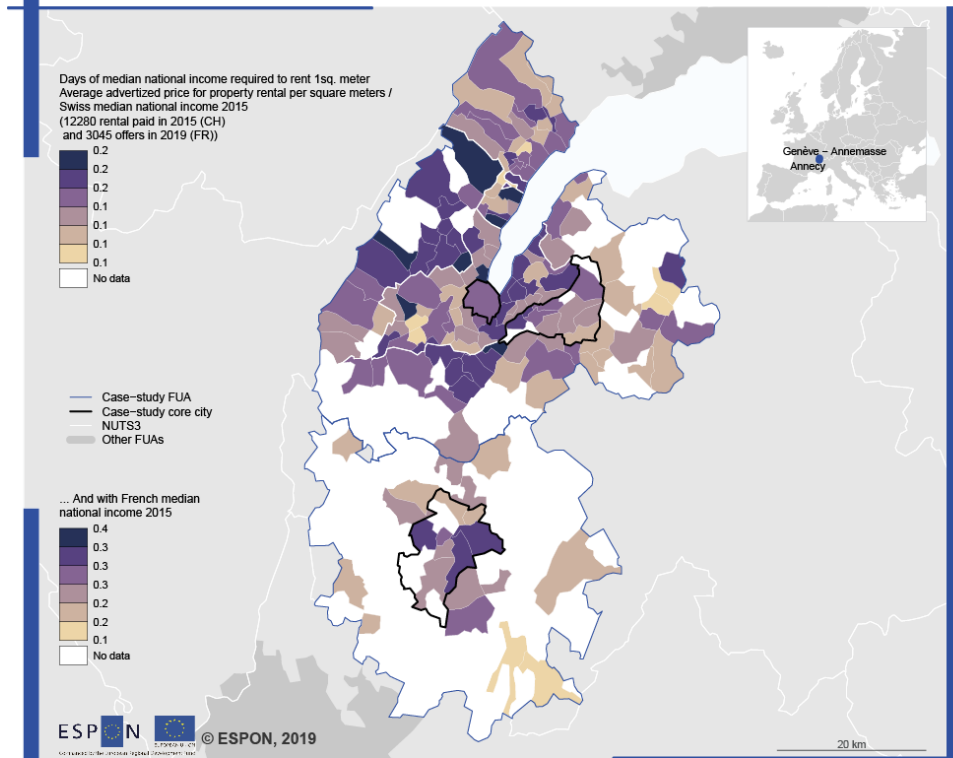 Days of median national income required to rent 1sq. meter
Average advertized price for property rental per square meters /
Swiss median national income 2015
(12280 rental paid in 2015 (CH)
and 3045 offers in 2019 (FR))
0.2
0.2
0.2
0.1
0.1
0.1
0.1
No data
Genève − Annemasse
Annecy
Case−study FUA
Case−study core city
NUTS3
Other FUAs
... And with French median
national income 2015
0.4
0.3
0.3
0.3
0.2
0.2
0.1
No data
ESPON
EUROPEAN UNION
© ESPON, 2019
20 km